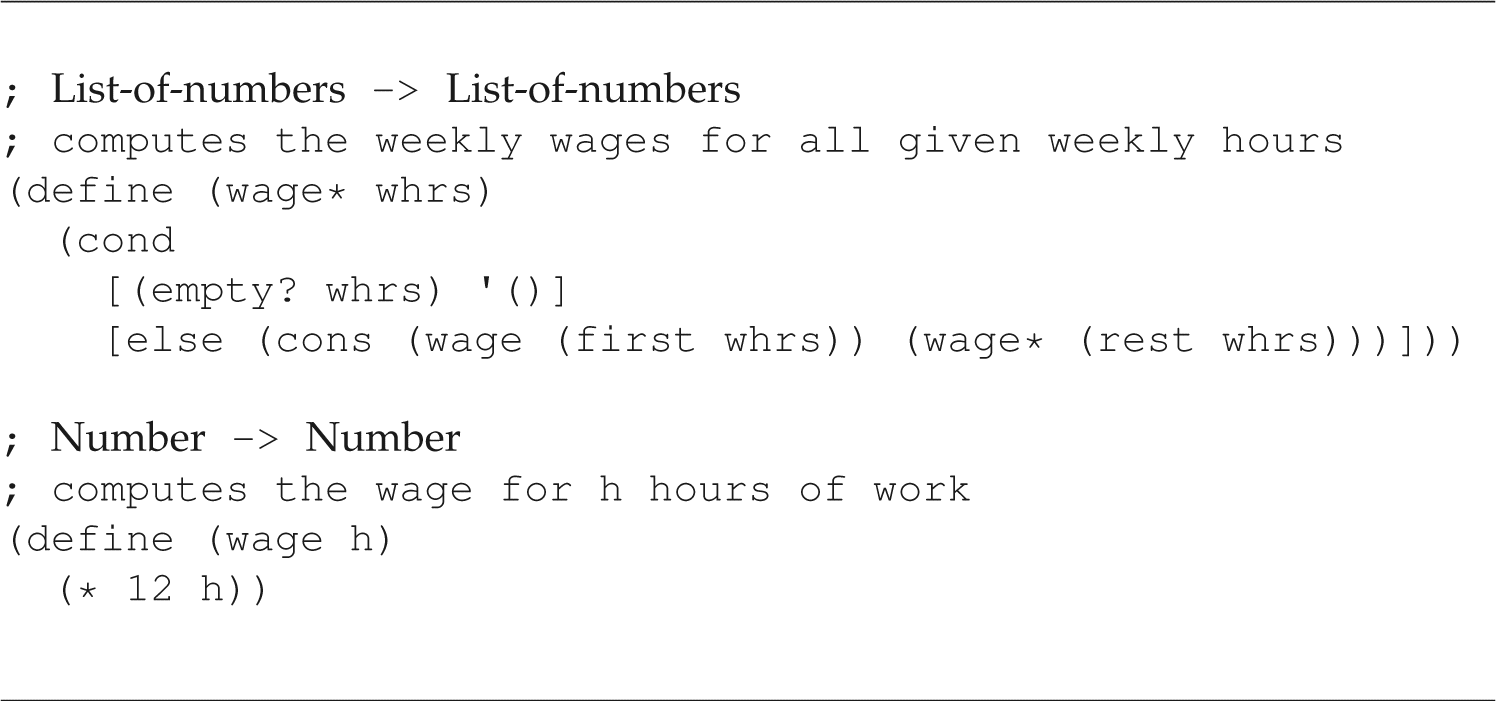 ; List-of-numbers -> List-of-numbers
; computes the weekly wages for all given weekly hours
(define (wage* whrs)
  (cond
    [(empty? whrs) '()]
    [else (cons (wage (first whrs)) (wage* (rest whrs)))]))
; Number -> Number
; computes the wage for h hours of work
(define (wage h)
  (* 12 h))